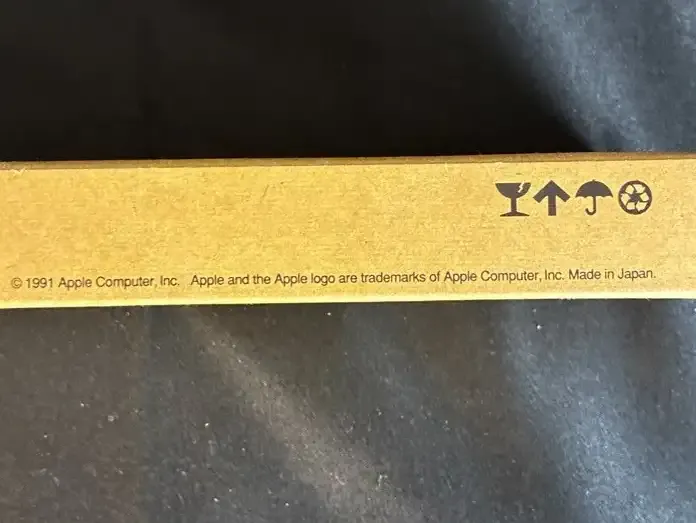 © 1991 Apple Computer, Inc. Apple and the Apple logo are trademarks of Apple Computer, Inc. Made in Japan.